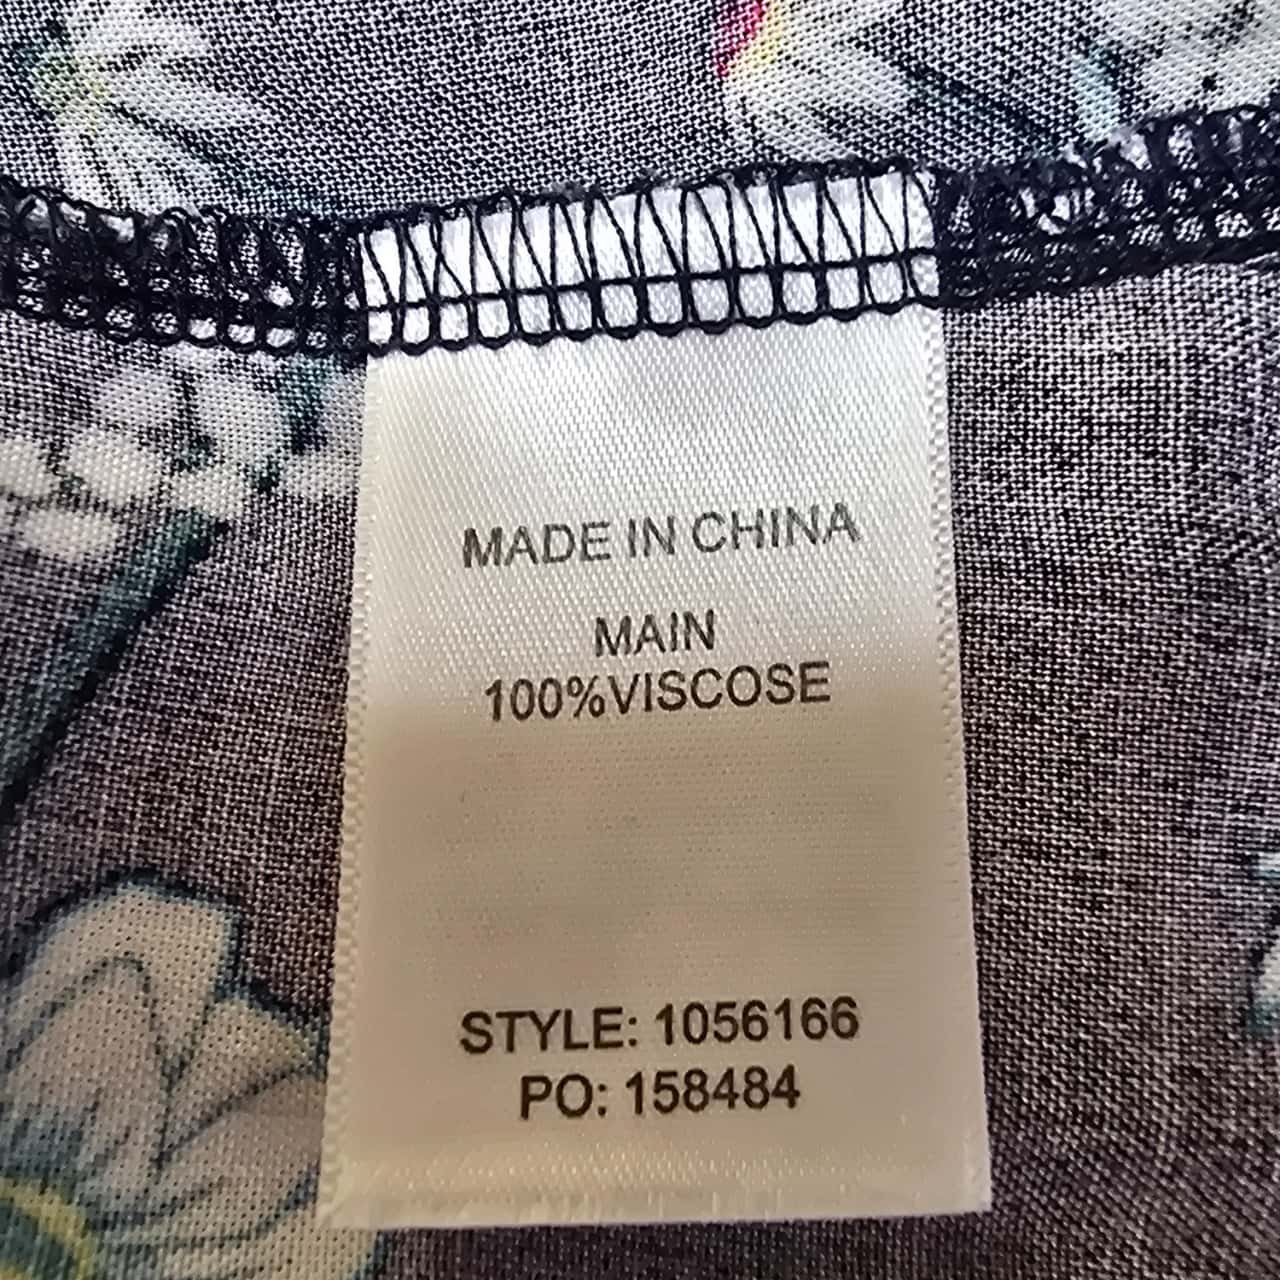 MADE IN CHINA
MAIN
100%VISCOSE
STYLE: 1056166
PO: 158484